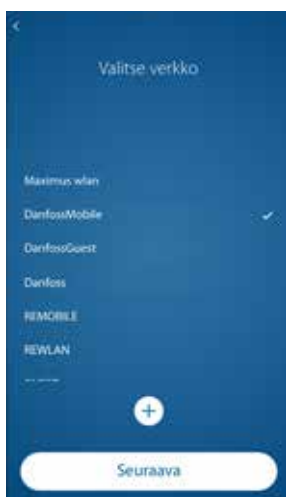 Valitse verkko
Maximus wlan
DanfossMobile
DanfossGuest
Danfoss
REMOBILE
REWLAN
Seuraava